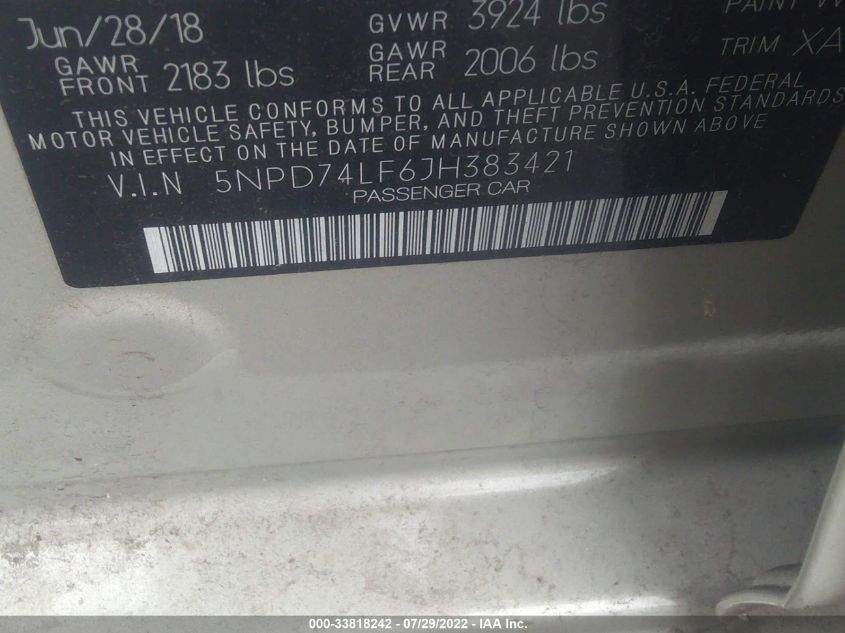 Jun/28/18 GVWR 3924 lbs PAINT
GAWR FRONT 2183 lbs GAWR REAR 2006 lbs TRIM XA
THIS VEHICLE CONFORMS TO ALL APPLICABLE U.S.A. FEDERAL
MOTOR VEHICLE SAFETY, BUMPER, AND THEFT PREVENTION STANDARDS
IN EFFECT ON THE DATE OF MANUFACTURE SHOWN ABOVE
V.I.N 5NPD74LF6JH383421
PASSENGER CAR
000-33818242 - 07/29/2022 - IAA Inc.